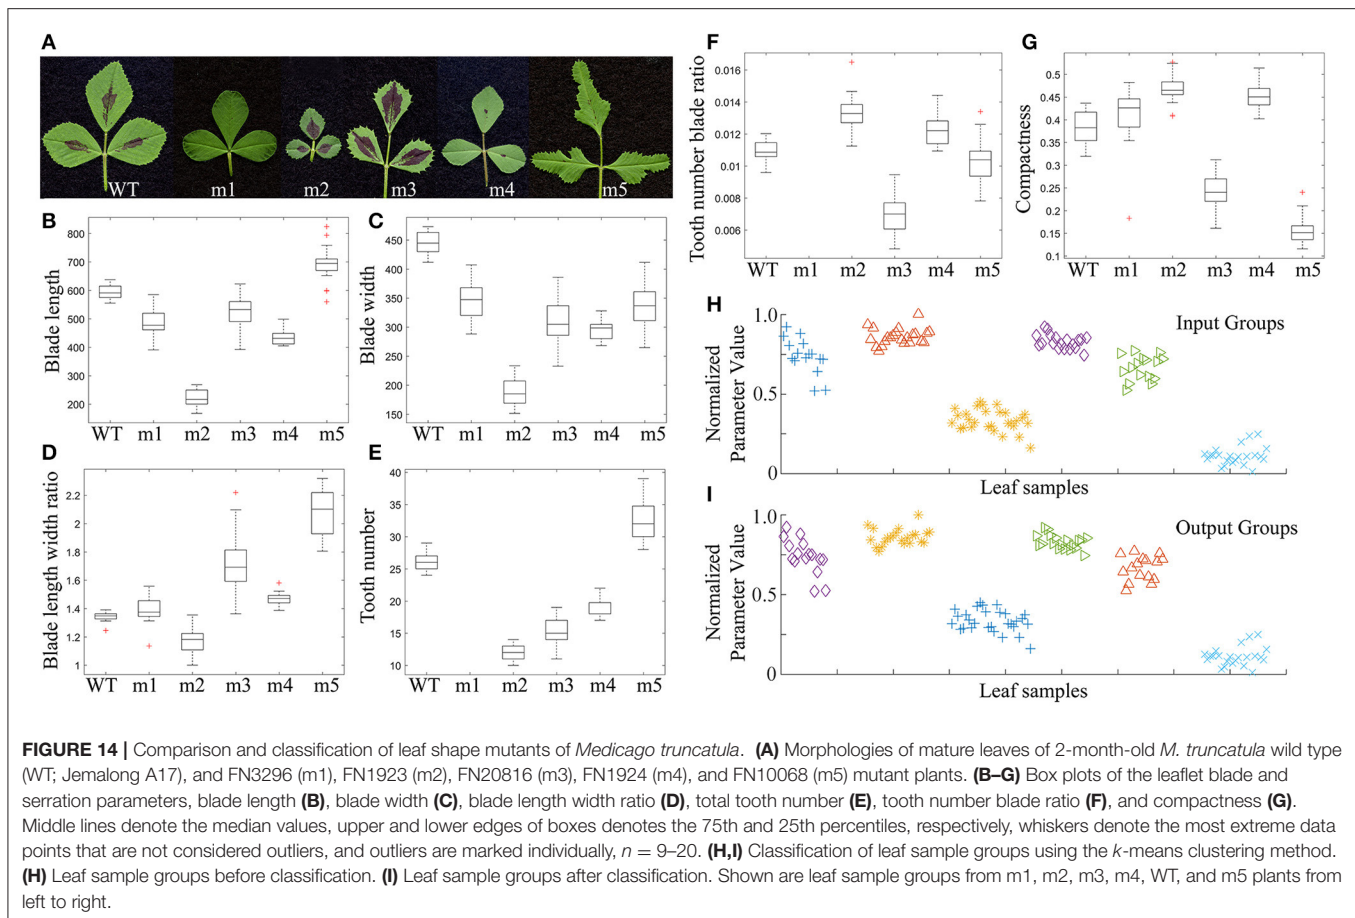 A
WT
m1
m2
m3
m4
m5
B
Blade length
800
700
600
500
400
300
200
WT m1 m2 m3 m4 m5
C
Blade width
450
400
350
300
250
200
150
WT m1 m2 m3 m4 m5
D
Blade length width ratio
2.2
2
1.8
1.6
1.4
1.2
1
WT m1 m2 m3 m4 m5
E
Tooth number
40
35
30
25
20
15
10
WT m1 m2 m3 m4 m5
F
Tooth number blade ratio
0.016
0.014
0.012
0.01
0.008
0.006
WT m1 m2 m3 m4 m5
G
Compactness
0.5
0.45
0.4
0.35
0.3
0.25
0.2
0.15
0.1
WT m1 m2 m3 m4 m5
H
Normalized
Parameter Value
1.0
0.5
0
Input Groups
Leaf samples
I
Normalized
Parameter Value
1.0
0.5
0
Output Groups
Leaf samples
FIGURE 14 | Comparison and classification of leaf shape mutants of Medicago truncatula. (A) Morphologies of mature leaves of 2-month-old M. truncatula wild type
(WT; Jemalong A17), and FN3296 (m1), FN1923 (m2), FN20816 (m3), FN1924 (m4), and FN10068 (m5) mutant plants. (B–G) Box plots of the leaflet blade and
serration parameters, blade length (B), blade width (C), blade length width ratio (D), total tooth number (E), tooth number blade ratio (F), and compactness (G).
Middle lines denote the median values, upper and lower edges of boxes denotes the 75th and 25th percentiles, respectively, whiskers denote the most extreme data
points that are not considered outliers, and outliers are marked individually, n = 9–20. (H,I) Classification of leaf sample groups using the k-means clustering method.
(H) Leaf sample groups before classification. (I) Leaf sample groups after classification. Shown are leaf sample groups from m1, m2, m3, m4, WT, and m5 plants from
left to right.